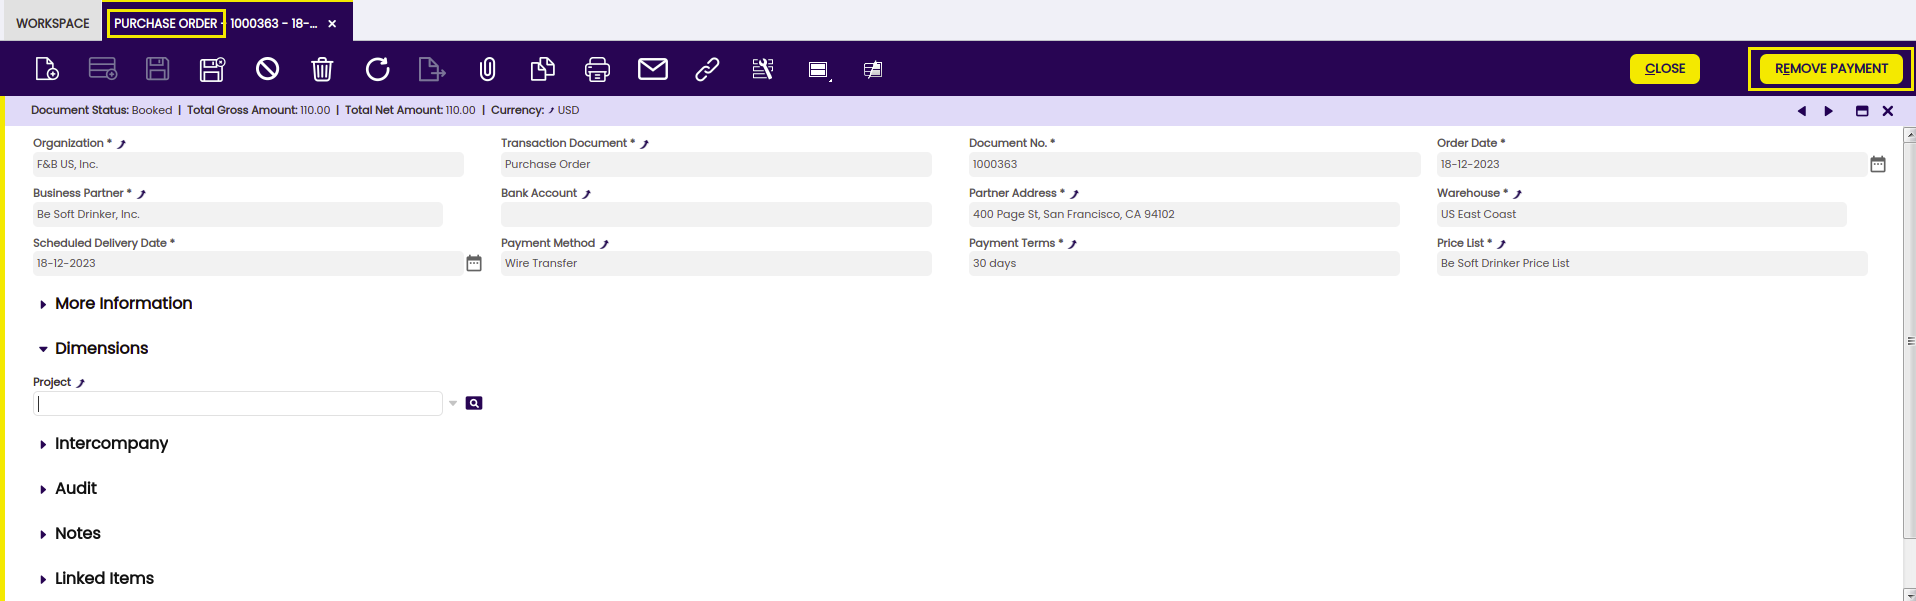 WORKSPACE
PURCHASE ORDER - 1000363 - 18-...
CLOSE
REMOVE PAYMENT
Document Status: Booked | Total Gross Amount: 110.00 | Total Net Amount: 110.00 | Currency: USD
Organization *
Transaction Document *
Document No. *
Order Date *
F&B US, Inc.
Purchase Order
1000363
18-12-2023
Business Partner *
Bank Account
Partner Address *
Warehouse *
Be Soft Drinker, Inc.
400 Page St, San Francisco, CA 94102
US East Coast
Scheduled Delivery Date *
Payment Method
Payment Terms *
Price List *
18-12-2023
Wire Transfer
30 days
Be Soft Drinker Price List
More Information
Dimensions
Project
Intercompany
Audit
Notes
Linked Items